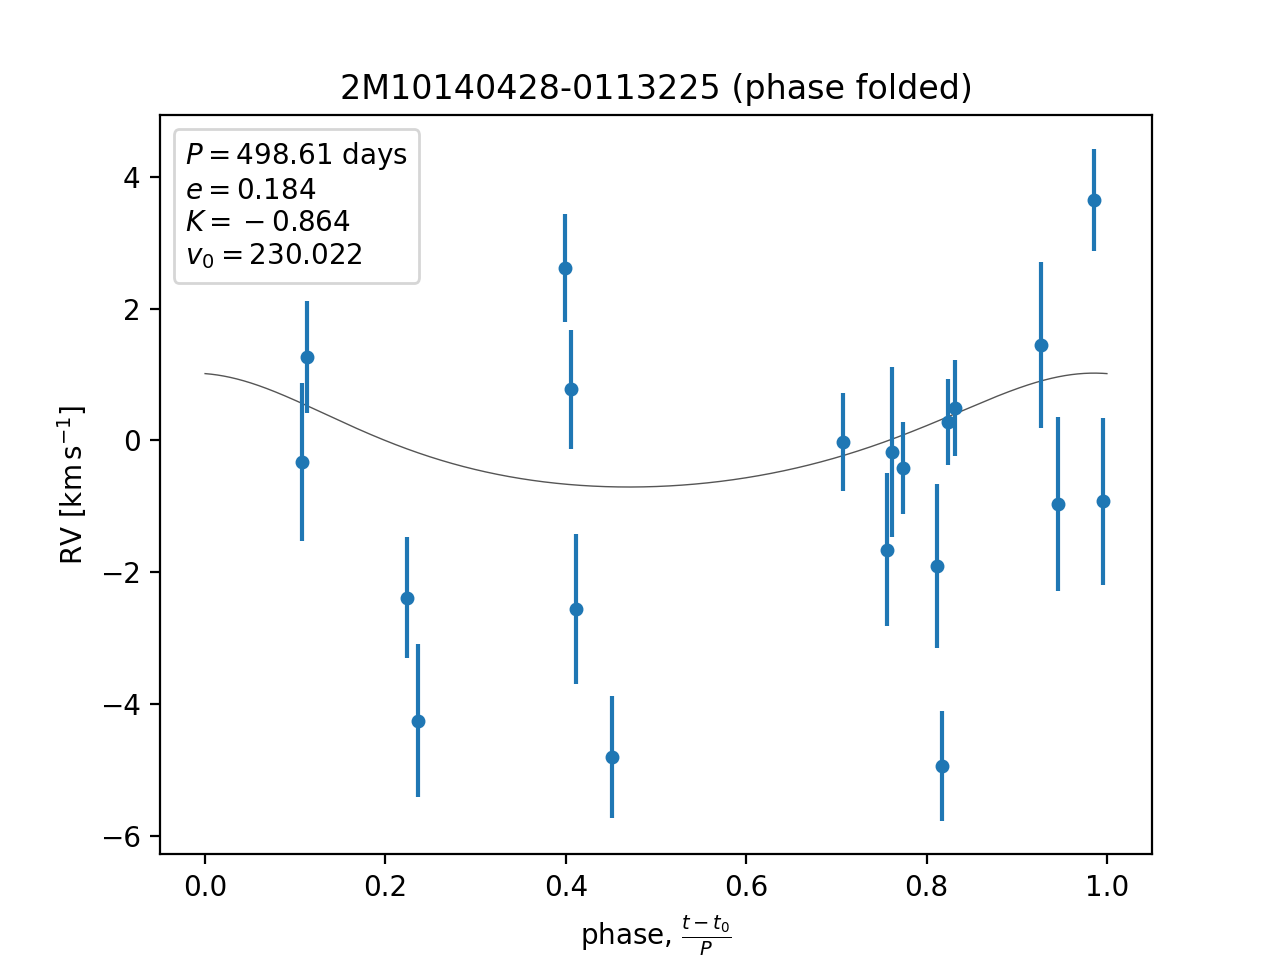 2M10140428-0113225 (phase folded)
P = 498.61 days
e = 0.184
K = −0.864
v₀ = 230.022
4
2
0
−2
−4
−6
RV [km s⁻¹]
0.0 0.2 0.4 0.6 0.8 1.0
phase, (t − t₀)/P